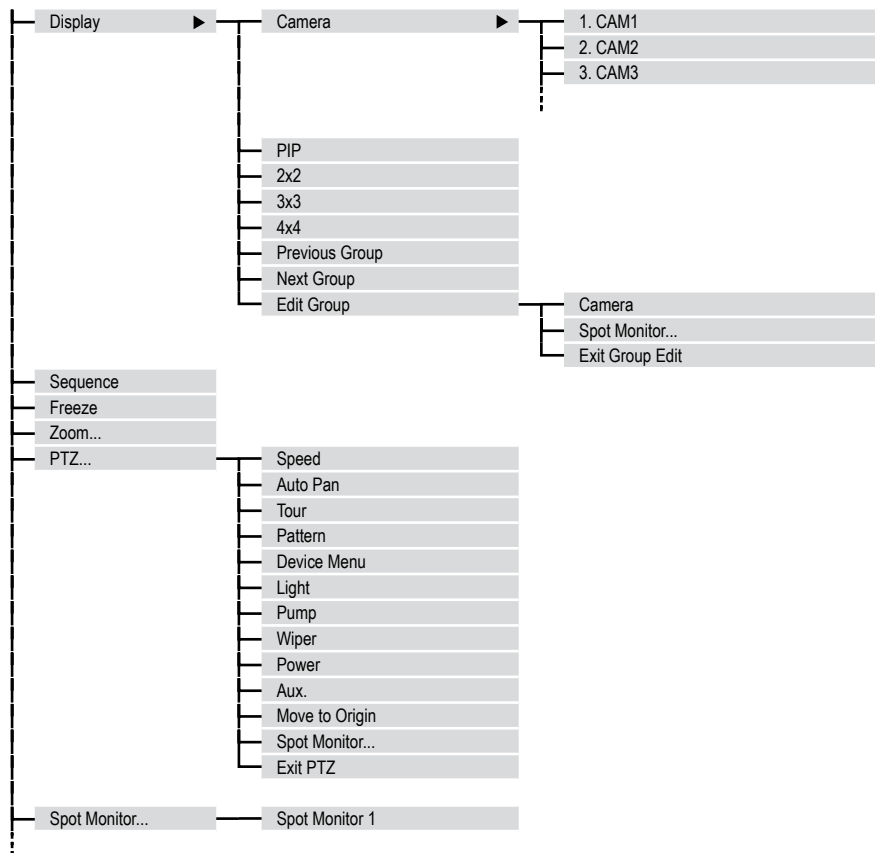 Display ▶ Camera ▶ 1. CAM1
2. CAM2
3. CAM3
PIP
2x2
3x3
4x4
Previous Group
Next Group
Edit Group Camera
Spot Monitor...
Exit Group Edit
Sequence
Freeze
Zoom...
PTZ... Speed
Auto Pan
Tour
Pattern
Device Menu
Light
Pump
Wiper
Power
Aux.
Move to Origin
Spot Monitor...
Exit PTZ
Spot Monitor... Spot Monitor 1